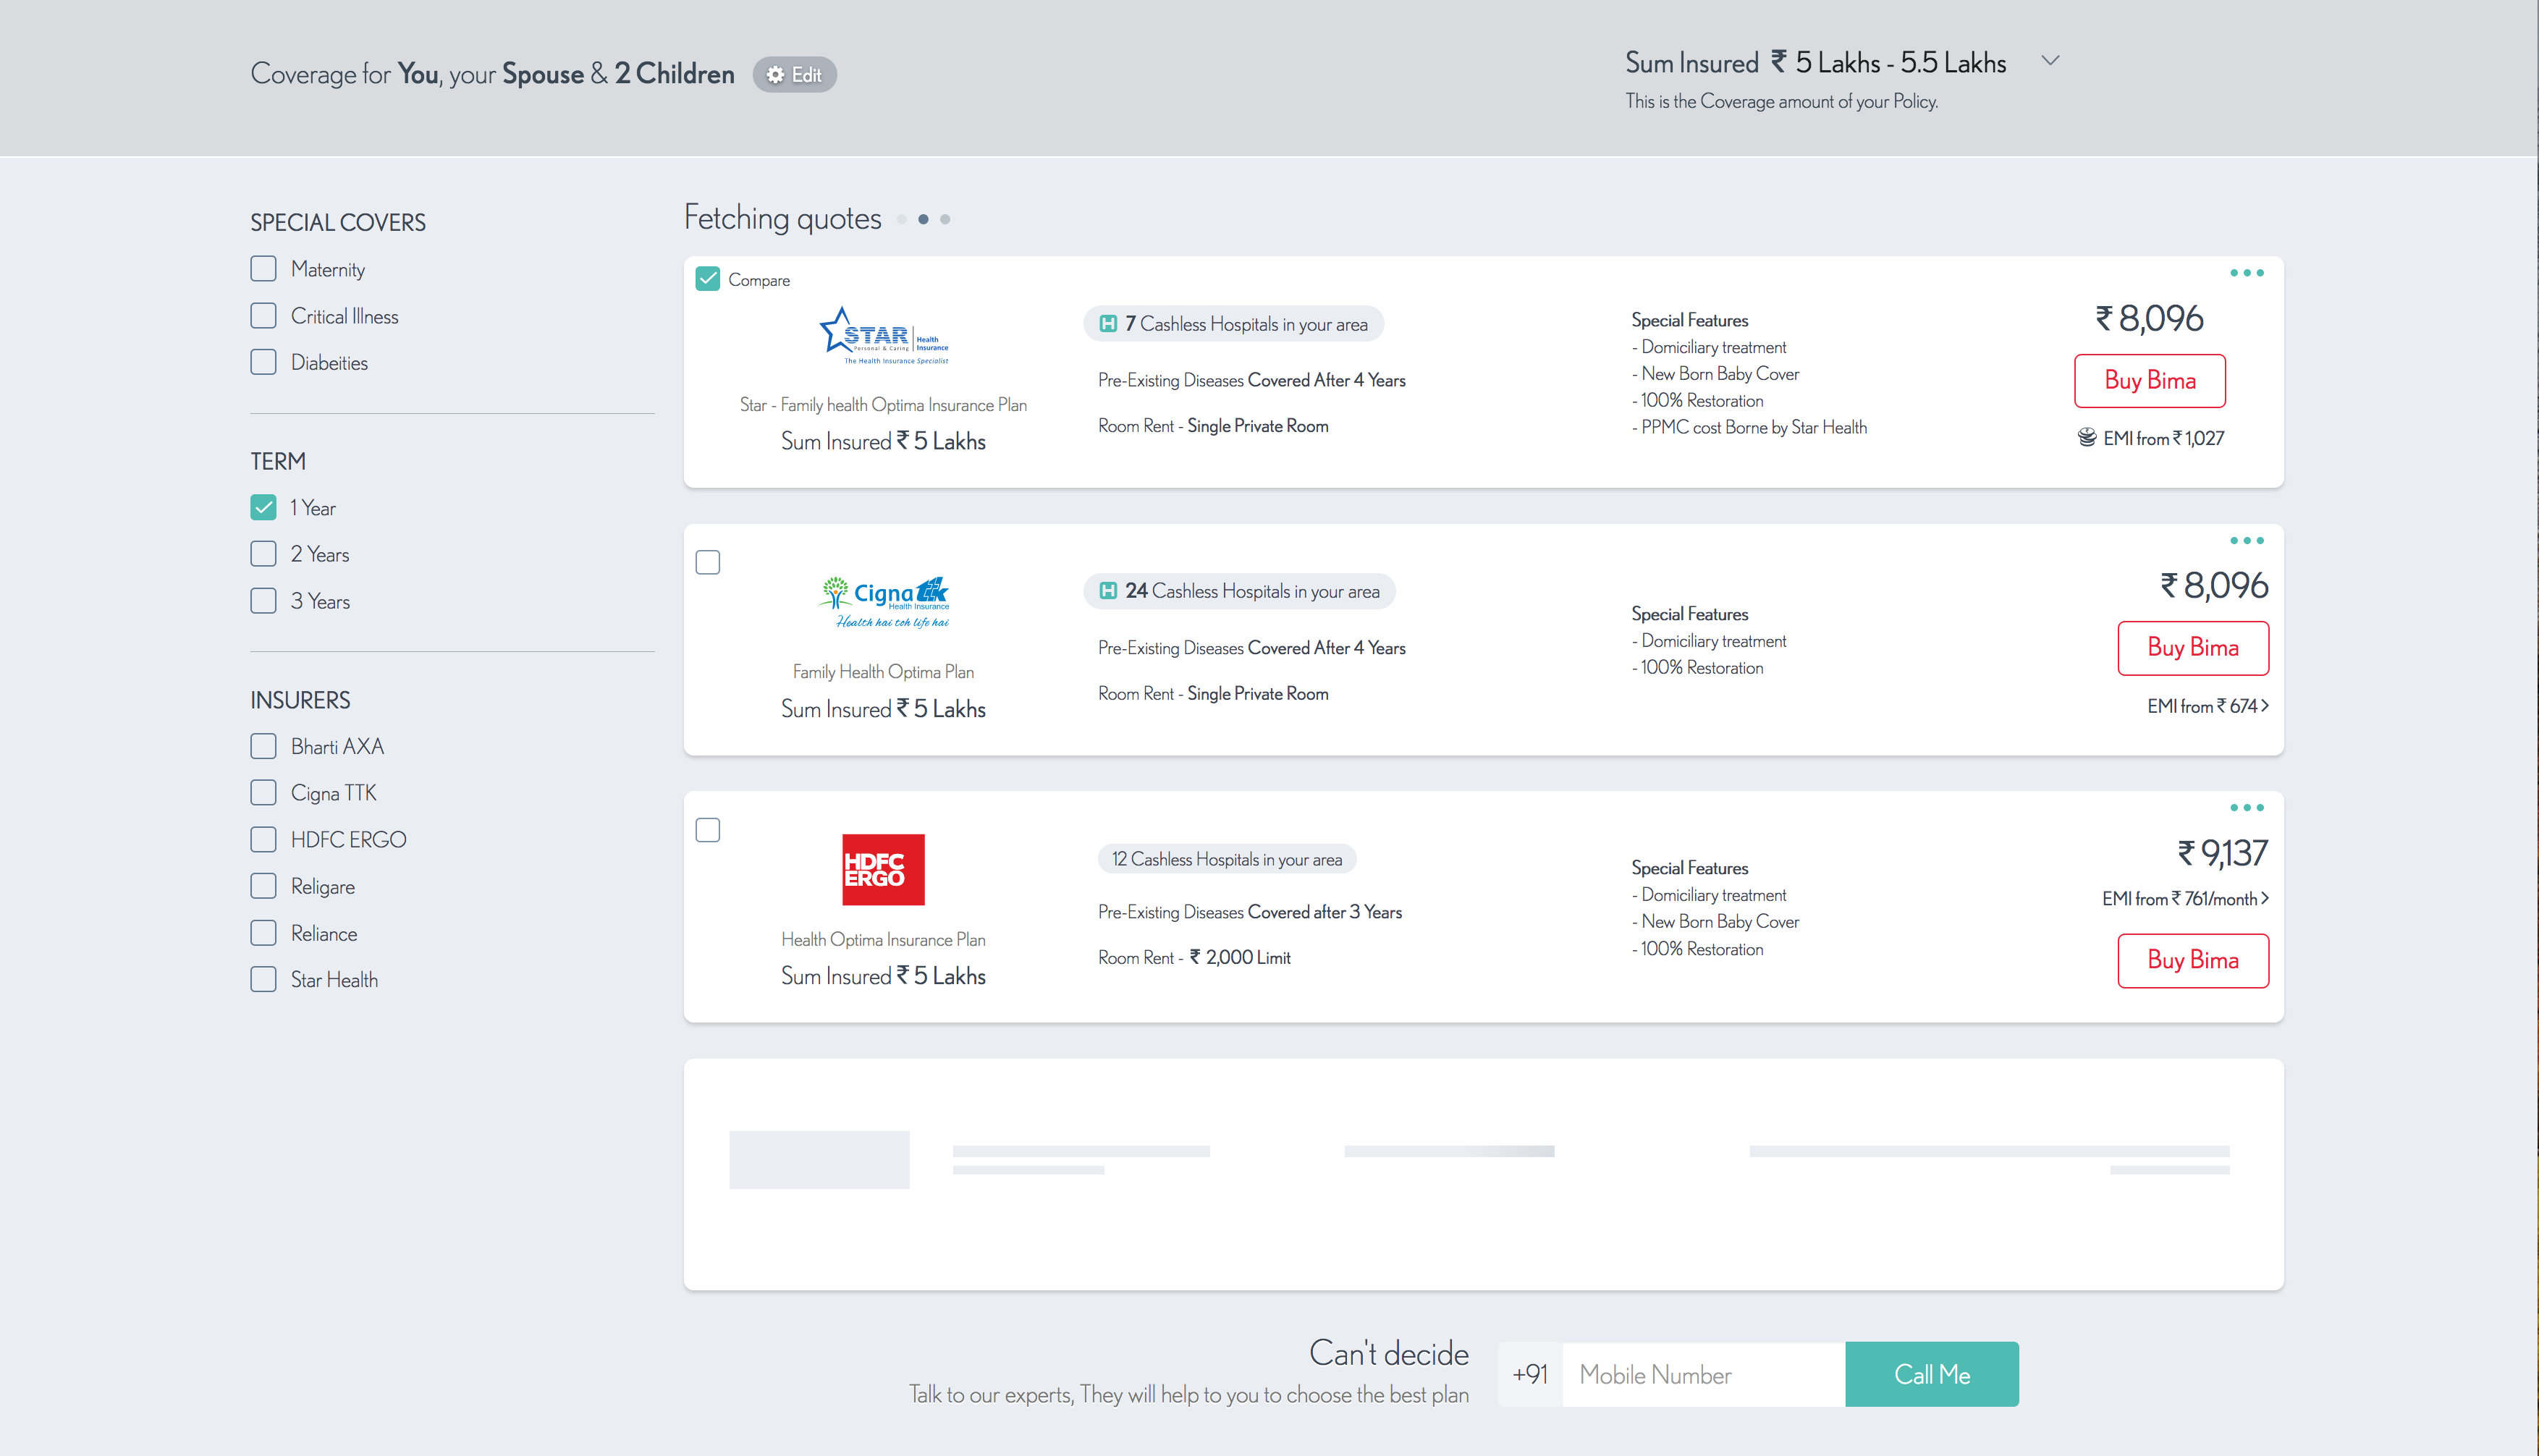 Coverage for You, your Spouse & 2 Children
Edit
Sum Insured ₹ 5 Lakhs - 5.5 Lakhs
This is the Coverage amount of your Policy.
SPECIAL COVERS
Maternity
Critical Illness
Diabeities
TERM
1 Year
2 Years
3 Years
INSURERS
Bharti AXA
Cigna TTK
HDFC ERGO
Religare
Reliance
Star Health
Fetching quotes
Compare
STAR Health Insurance
Personal & Caring
The Health Insurance Specialist
Star - Family health Optima Insurance Plan
Sum Insured ₹ 5 Lakhs
H 7 Cashless Hospitals in your area
Pre-Existing Diseases Covered After 4 Years
Room Rent - Single Private Room
Special Features
- Domiciliary treatment
- New Born Baby Cover
- 100% Restoration
- PPMC cost Borne by Star Health
₹ 8,096
Buy Bima
EMI from ₹ 1,027
Cigna TTK
Health Insurance
Health hai toh life hai
Family Health Optima Plan
Sum Insured ₹ 5 Lakhs
H 24 Cashless Hospitals in your area
Pre-Existing Diseases Covered After 4 Years
Room Rent - Single Private Room
Special Features
- Domiciliary treatment
- 100% Restoration
₹ 8,096
Buy Bima
EMI from ₹ 674 >
HDFC
ERGO
Health Optima Insurance Plan
Sum Insured ₹ 5 Lakhs
12 Cashless Hospitals in your area
Pre-Existing Diseases Covered after 3 Years
Room Rent - ₹ 2,000 Limit
Special Features
- Domiciliary treatment
- New Born Baby Cover
- 100% Restoration
₹ 9,137
EMI from ₹ 761/month >
Buy Bima
Can't decide
Talk to our experts, They will help to you to choose the best plan
+91
Mobile Number
Call Me